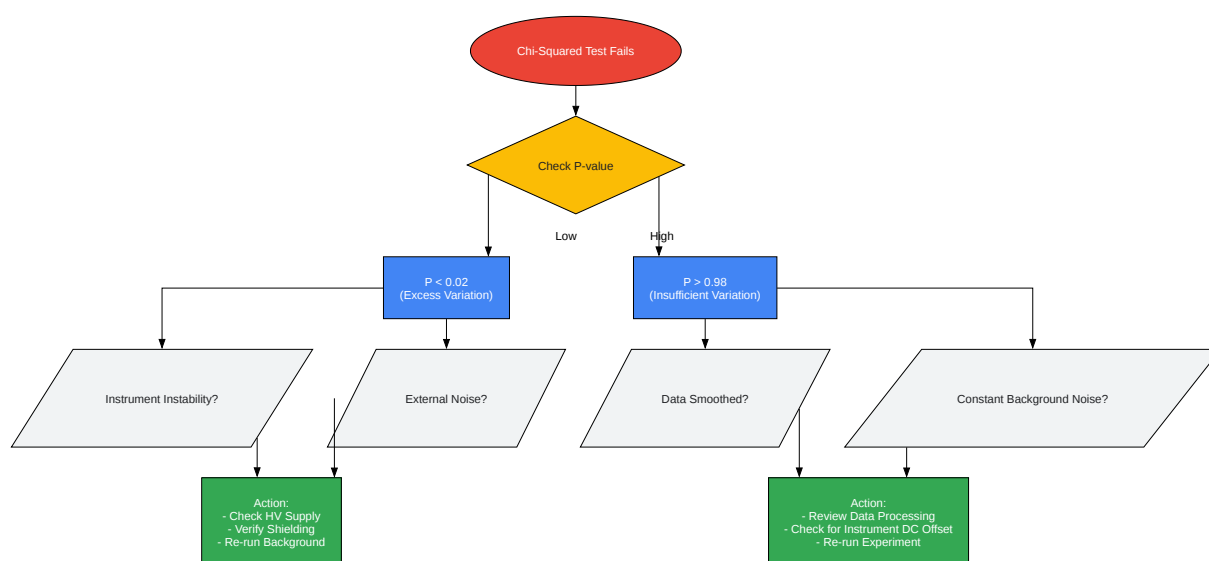 Chi-Squared Test Fails
Check P-value
Low
High
P < 0.02
(Excess Variation)
P > 0.98
(Insufficient Variation)
Instrument Instability?
External Noise?
Data Smoothed?
Constant Background Noise?
Action:
- Check HV Supply
- Verify Shielding
- Re-run Background
Action:
- Review Data Processing
- Check for Instrument DC Offset
- Re-run Experiment